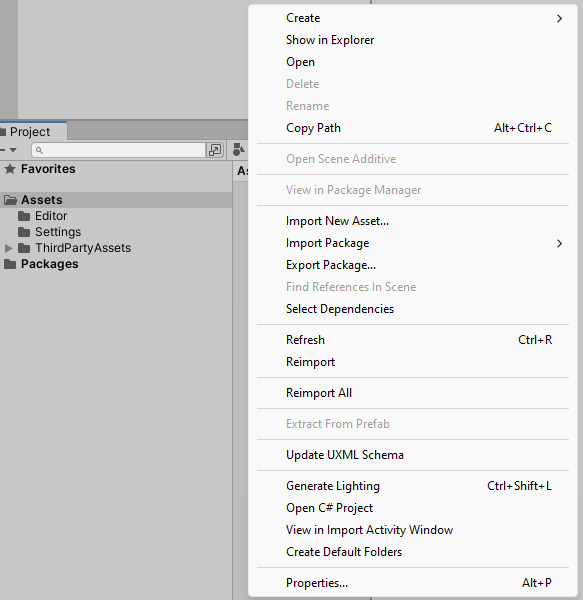 Project
Favorites
Assets
Editor
Settings
ThirdPartyAssets
Packages
Create
Show in Explorer
Open
Delete
Rename
Copy Path Alt+Ctrl+C
Open Scene Additive
View in Package Manager
Import New Asset...
Import Package
Export Package...
Find References In Scene
Select Dependencies
Refresh Ctrl+R
Reimport
Reimport All
Extract From Prefab
Update UXML Schema
Generate Lighting Ctrl+Shift+L
Open C# Project
View in Import Activity Window
Create Default Folders
Properties... Alt+P